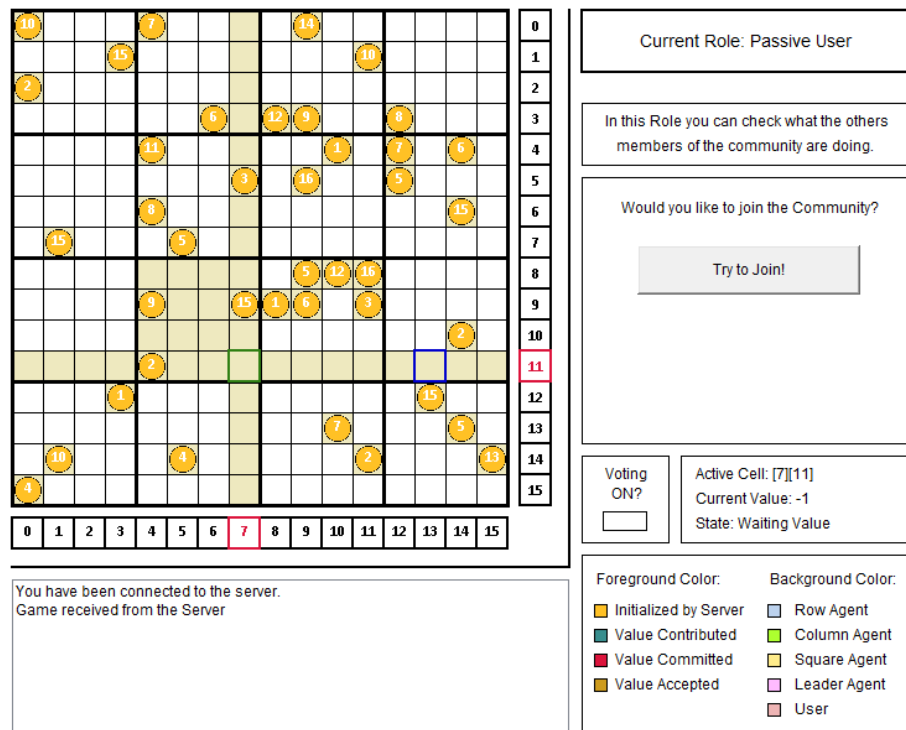 10 7 14 0
15 10 1
2 2
6 12 9 8 3
11 1 7 6 4
3 16 5 5
8 15 6
15 5 7
5 12 16 8
9 15 1 6 3 9
2 10
2 11
1 15 12
7 5 13
10 4 2 13 14
4 15
0 1 2 3 4 5 6 7 8 9 10 11 12 13 14 15
You have been connected to the server.
Game received from the Server
Current Role: Passive User
In this Role you can check what the others
members of the community are doing.
Would you like to join the Community?
Try to Join!
Voting
ON?
Active Cell: [7][11]
Current Value: -1
State: Waiting Value
Foreground Color:
Initialized by Server
Value Contributed
Value Committed
Value Accepted
Background Color:
Row Agent
Column Agent
Square Agent
Leader Agent
User